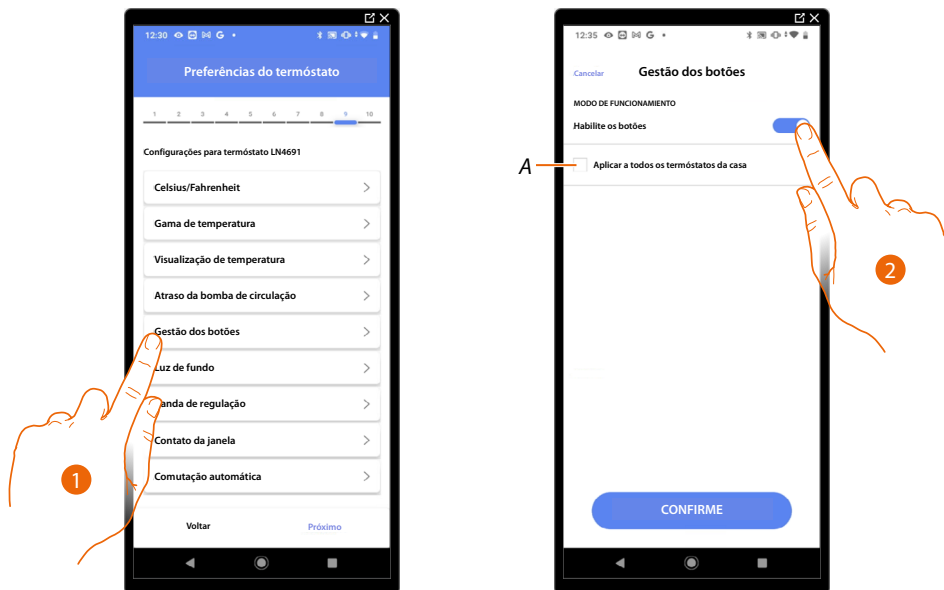 12:30 G
Preferências do termóstato
1 2 3 4 5 6 7 8 9 10
Configurações para termóstato LN4691
Celsius/Fahrenheit
Gama de temperatura
Visualização de temperatura
Atraso da bomba de circulação
Gestão dos botões
Luz de fundo
anda de regulação
Contato da janela
Comutação automática
Voltar Próximo
1
12:35 G
Cancelar Gestão dos botões
MODO DE FUNCIONAMIENTO
Habilite os botões
A
Aplicar a todos os termóstatos da casa
2
CONFIRME